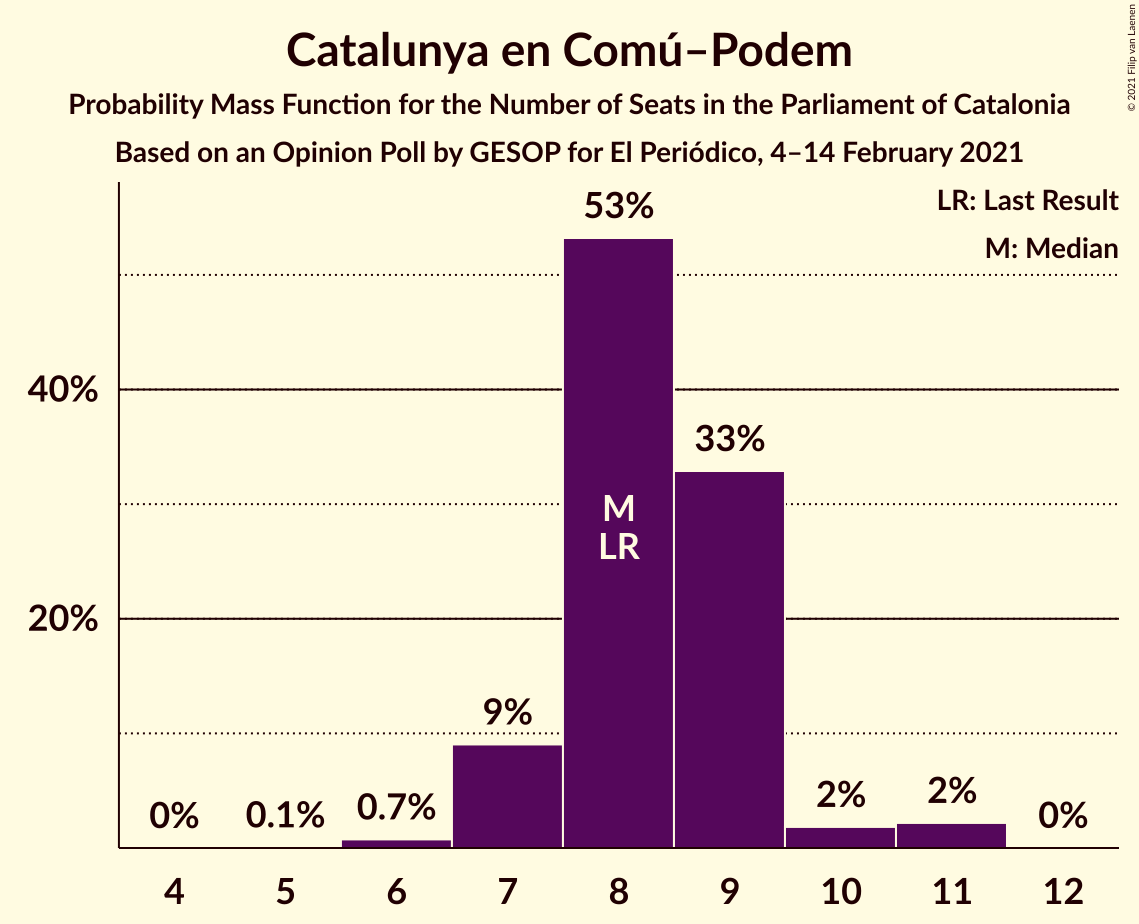 Catalunya en Comú–Podem
Probability Mass Function for the Number of Seats in the Parliament of Catalonia
Based on an Opinion Poll by GESOP for El Periódico, 4–14 February 2021
© 2021 Filip van Laenen
LR: Last Result
M: Median
53%
40%
33%
M
LR
20%
9%
0%
0.1%
0.7%
2%
2%
0%
4
5
6
7
8
9
10
11
12